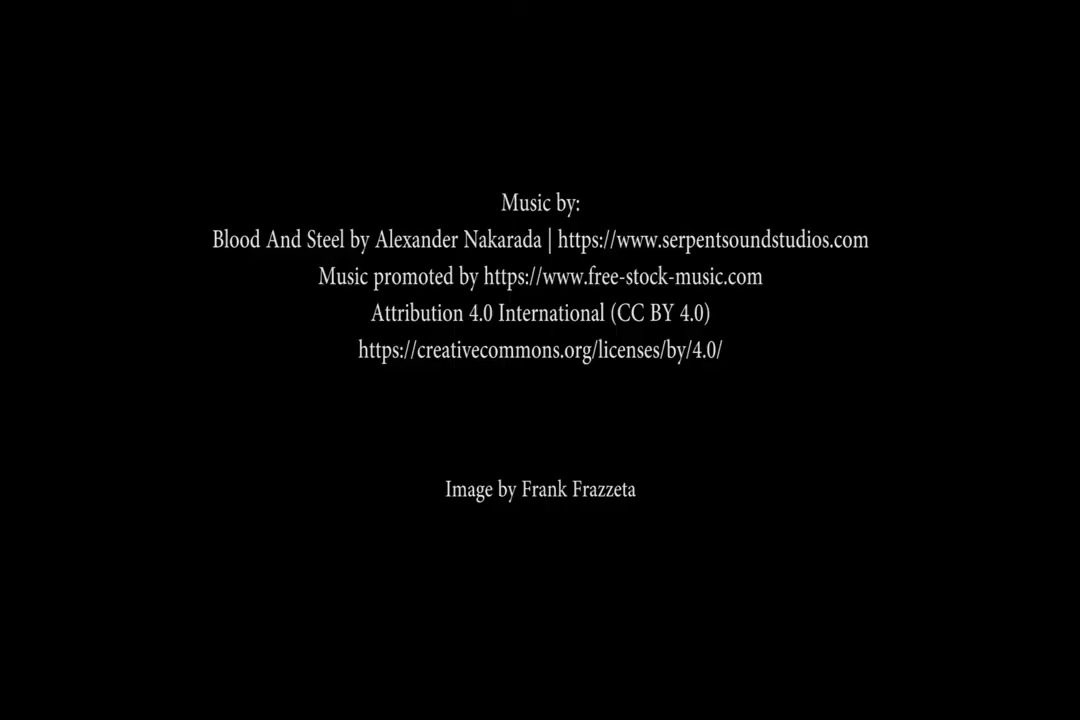 Music by:
Blood And Steel by Alexander Nakarada | https://www.serpentsoundstudios.com
Music promoted by https://www.free-stock-music.com
Attribution 4.0 International (CC BY 4.0)
https://creativecommons.org/licenses/by/4.0/
Image by Frank Frazzeta